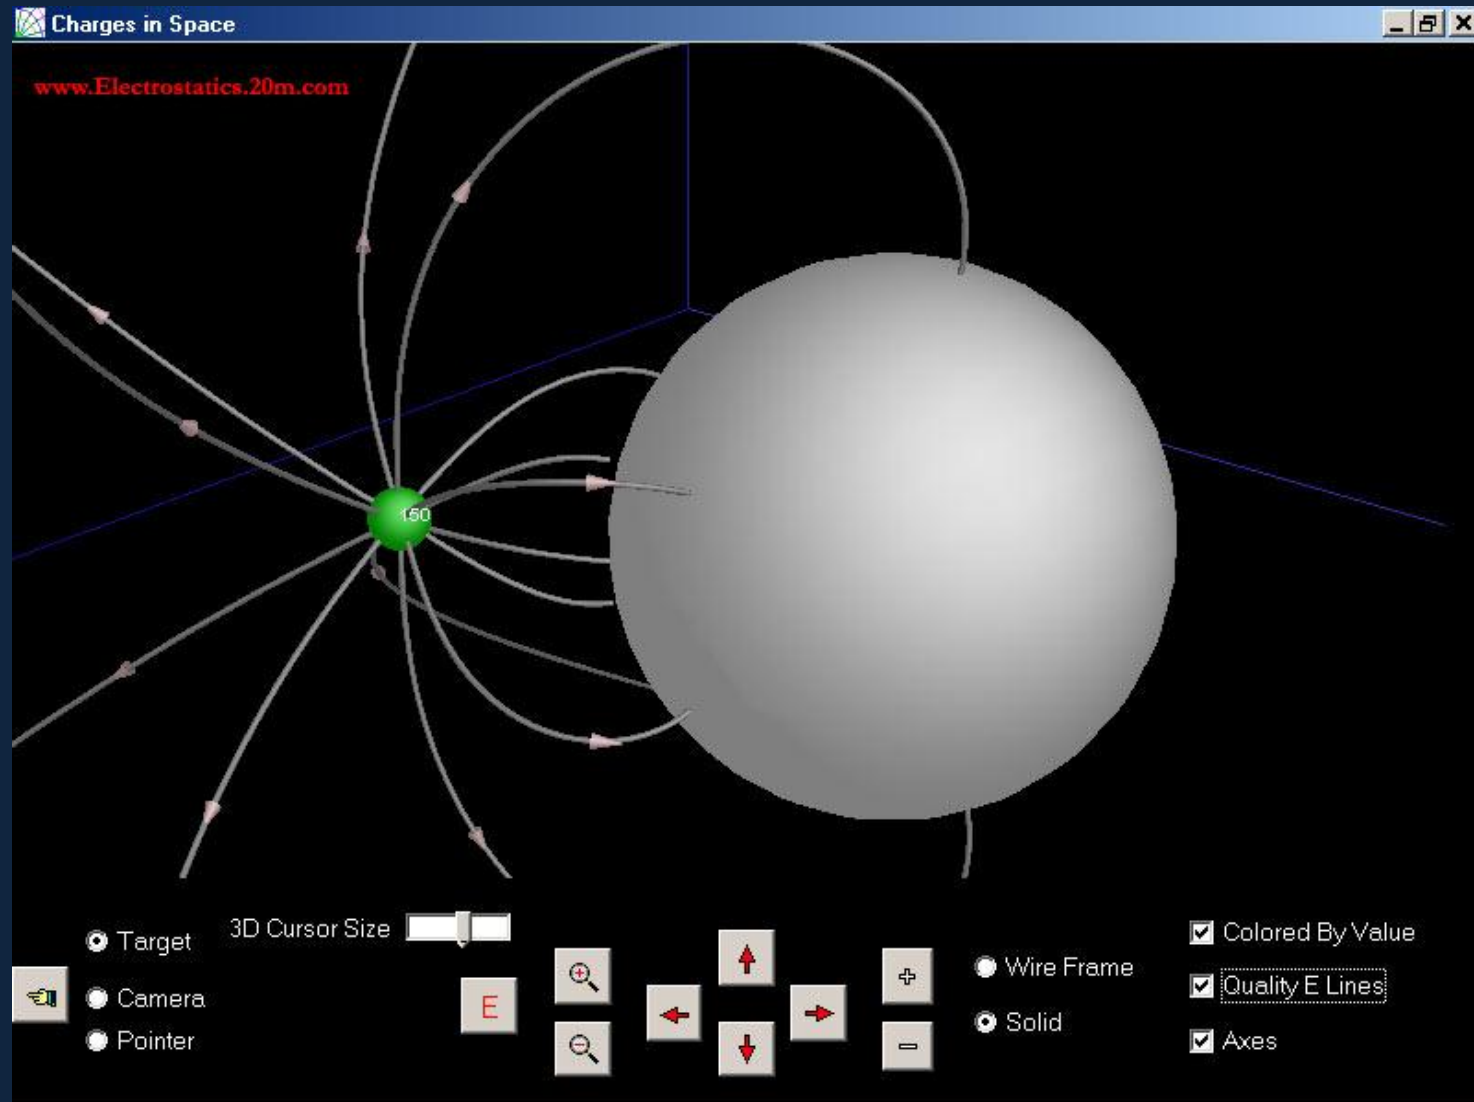 Charges in Space
www.Electrostatics.20m.com
150
Target
3D Cursor Size
Camera
Pointer
E
Wire Frame
Solid
Colored By Value
Quality E Lines
Axes